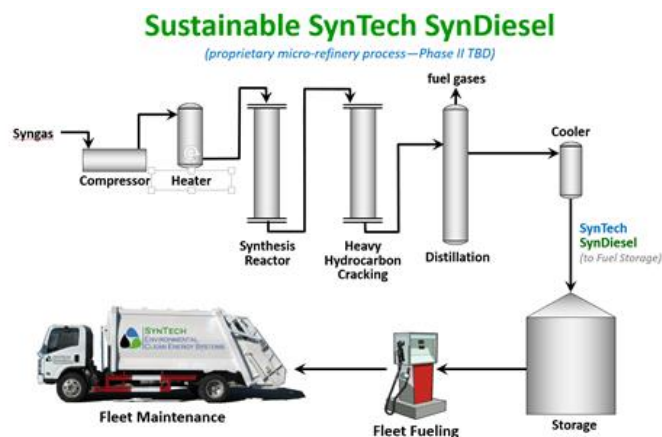 Sustainable SynTech SynDiesel
(proprietary micro-refinery process—Phase II TBD)
fuel gases
Syngas
Cooler
Compressor
Heater
SynTech
SynDiesel
(to Fuel Storage)
Synthesis
Reactor
Heavy
Hydrocarbon
Cracking
Distillation
SYNTECH
ENVIRONMENTAL
CLEAN ENERGY SYSTEMS
Fleet Maintenance
Fleet Fueling
Storage